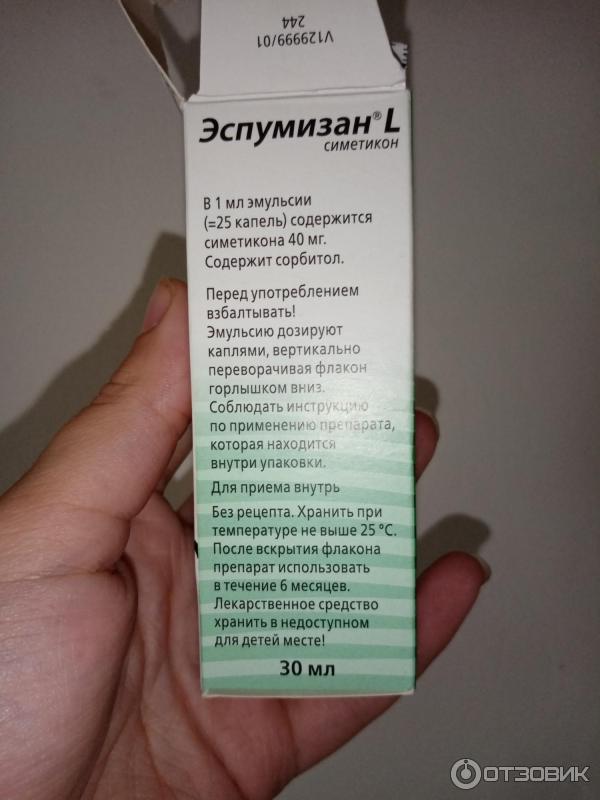 V129999/01
244
Эспумизан® L
симетикон
В 1 мл эмульсии
(=25 капель) содержится
симетикона 40 мг.
Содержит сорбитол.
Перед употреблением
взбалтывать!
Эмульсию дозируют
каплями, вертикально
переворачивая флакон
горлышком вниз.
Соблюдать инструкцию
по применению препарата,
которая находится
внутри упаковки.
Для приема внутрь
Без рецепта. Хранить при
температуре не выше 25 °C.
После вскрытия флакона
препарат использовать
в течение 6 месяцев.
Лекарственное средство
хранить в недоступном
для детей месте!
30 мл
ОТЗОВИК